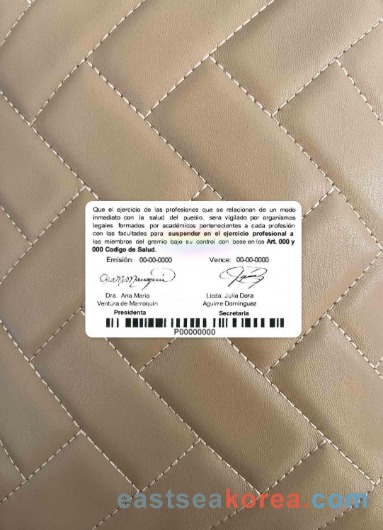 Que el ejercicio de las profesiones que se relacionan de un modo
inmediato con la salud del pueblo, sera vigilado por organismos
legales formados por académicos pertenecientes a cada profesión
con las facultades para suspender en el ejercicio profesional a
los miembros del gremio bajo su control con base en los Art. 000 y
000 Codigo de Salud.
Emisión: 00-00-0000 Vence: 00-00-0000
Dra. Ana Maria Licda. Julia Dora
Ventura de Marroquin Aguirre Dominguez
Presidenta Secretaria
P00000000
eastseakorea.com